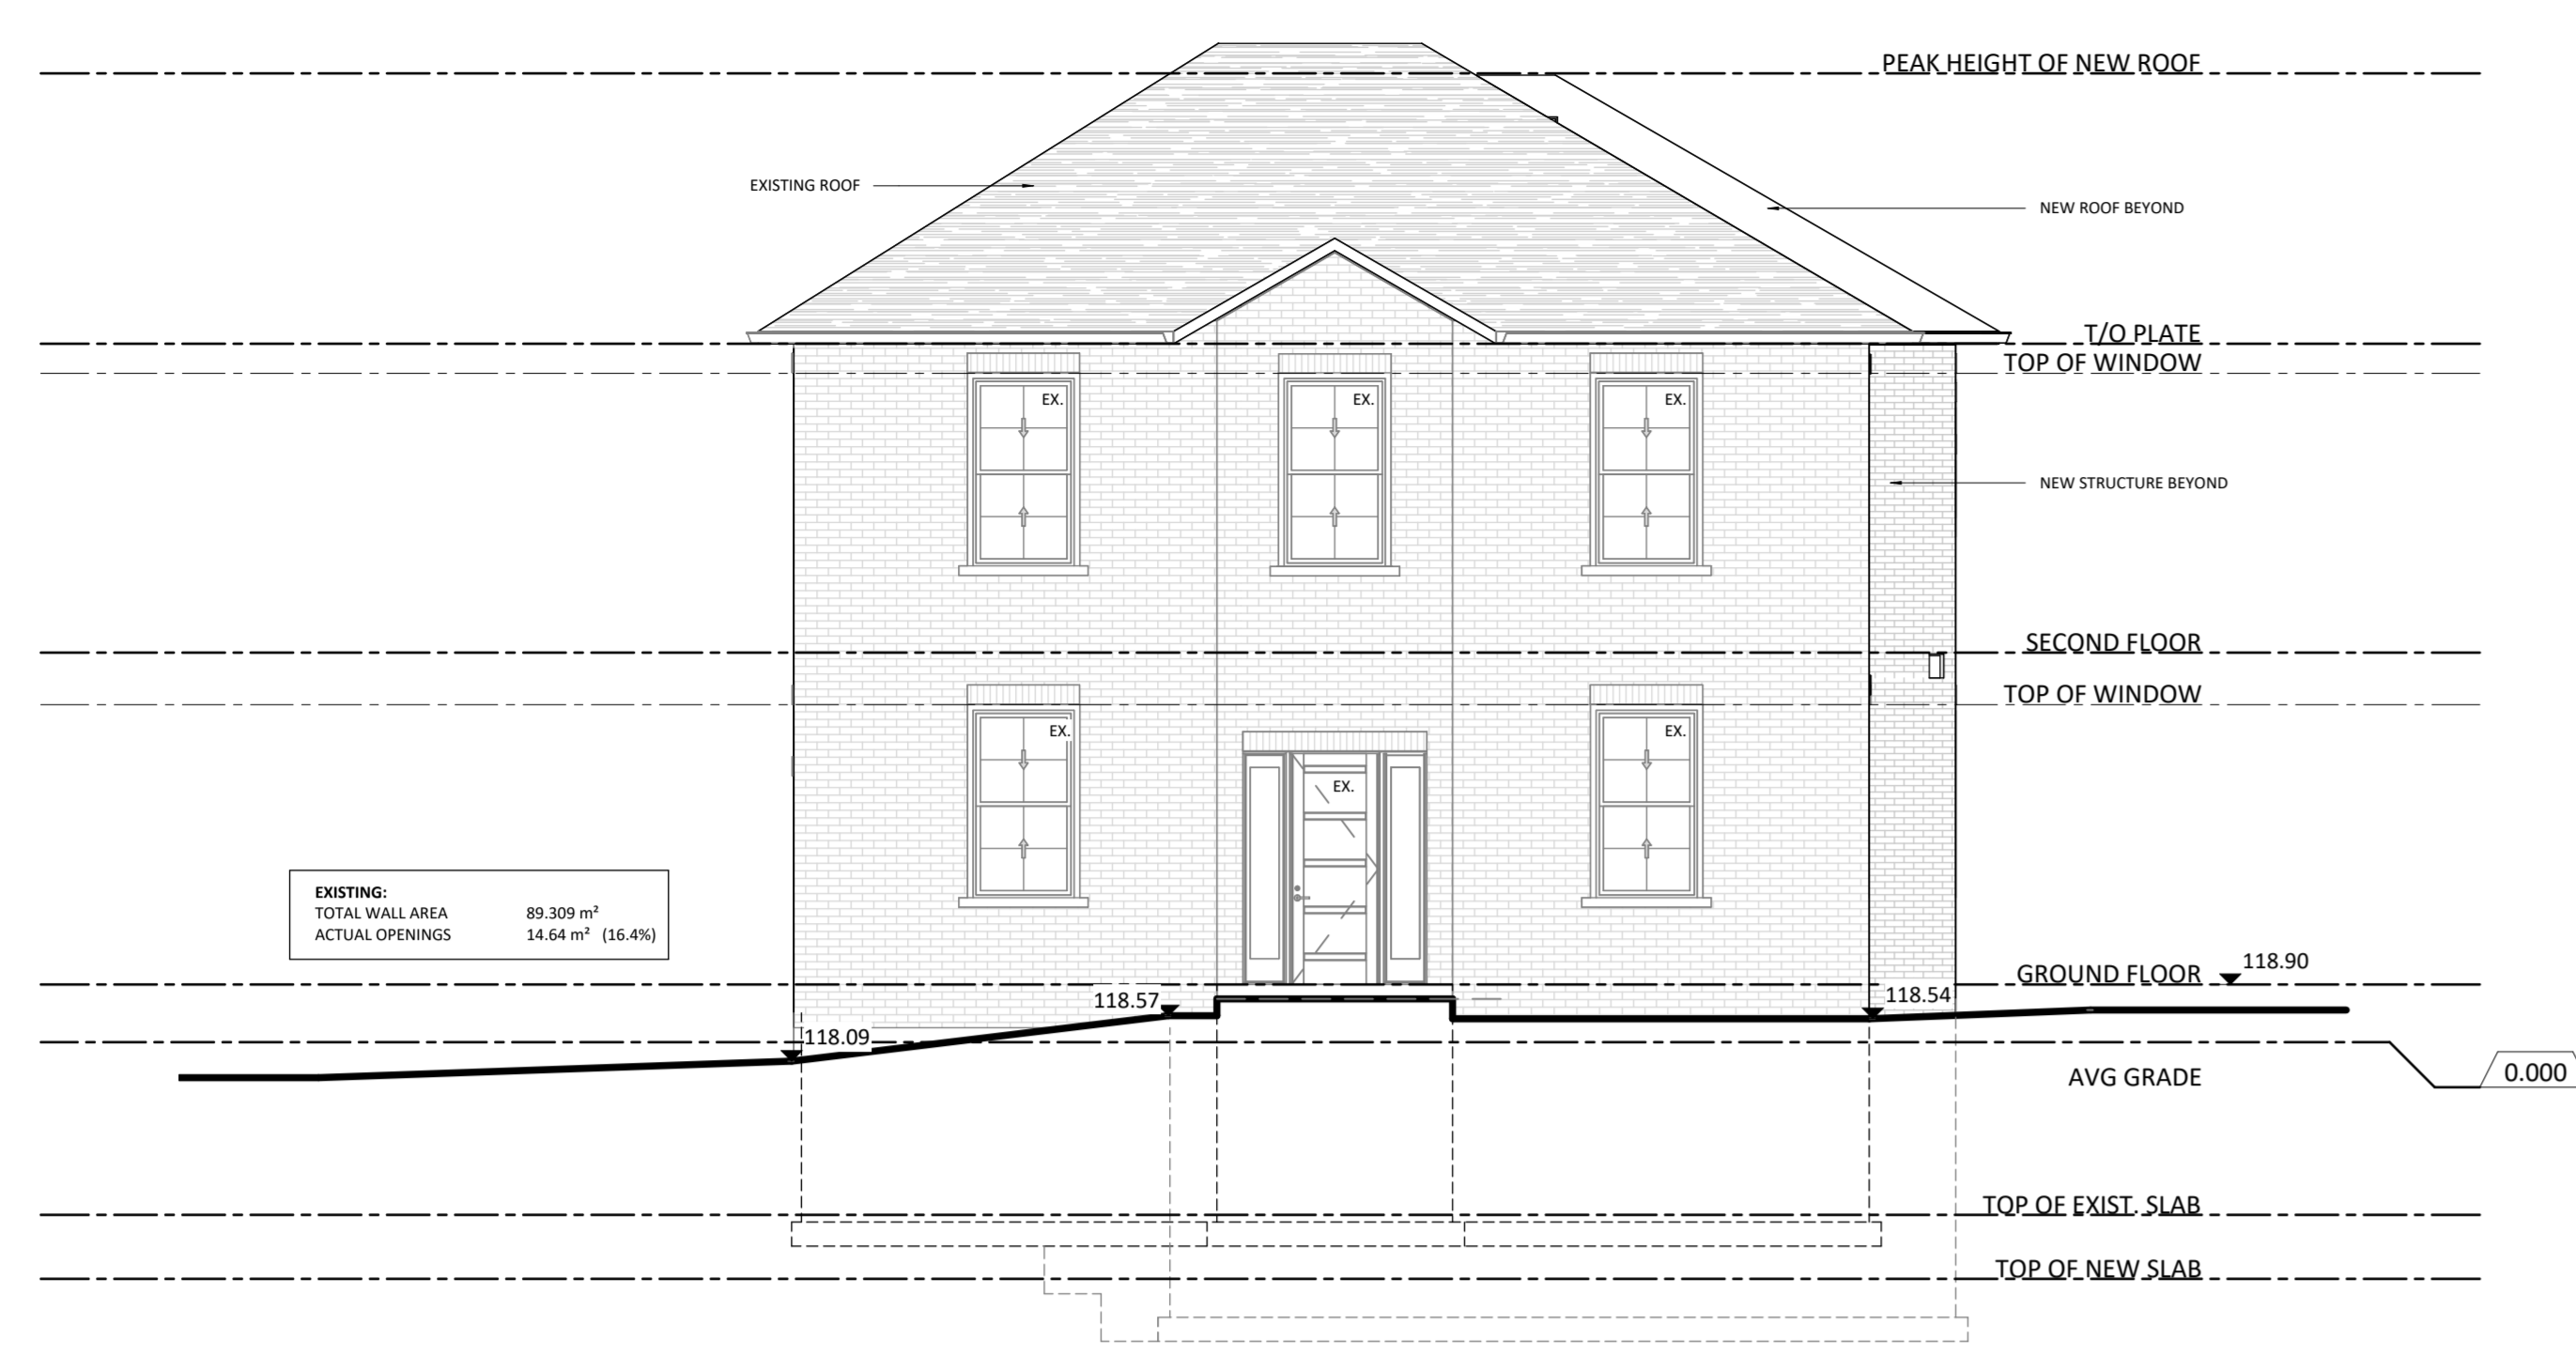 PEAK HEIGHT OF NEW ROOF
EXISTING ROOF
NEW ROOF BEYOND
T/O PLATE
TOP OF WINDOW
EX.
EX.
EX.
NEW STRUCTURE BEYOND
SECOND FLOOR
TOP OF WINDOW
EX.
EX.
EX.
EXISTING:
TOTAL WALL AREA 89.309 m²
ACTUAL OPENINGS 14.64 m² (16.4%)
GROUND FLOOR
118.90
118.57
118.54
118.09
AVG GRADE
0.000
TOP OF EXIST. SLAB
TOP OF NEW SLAB